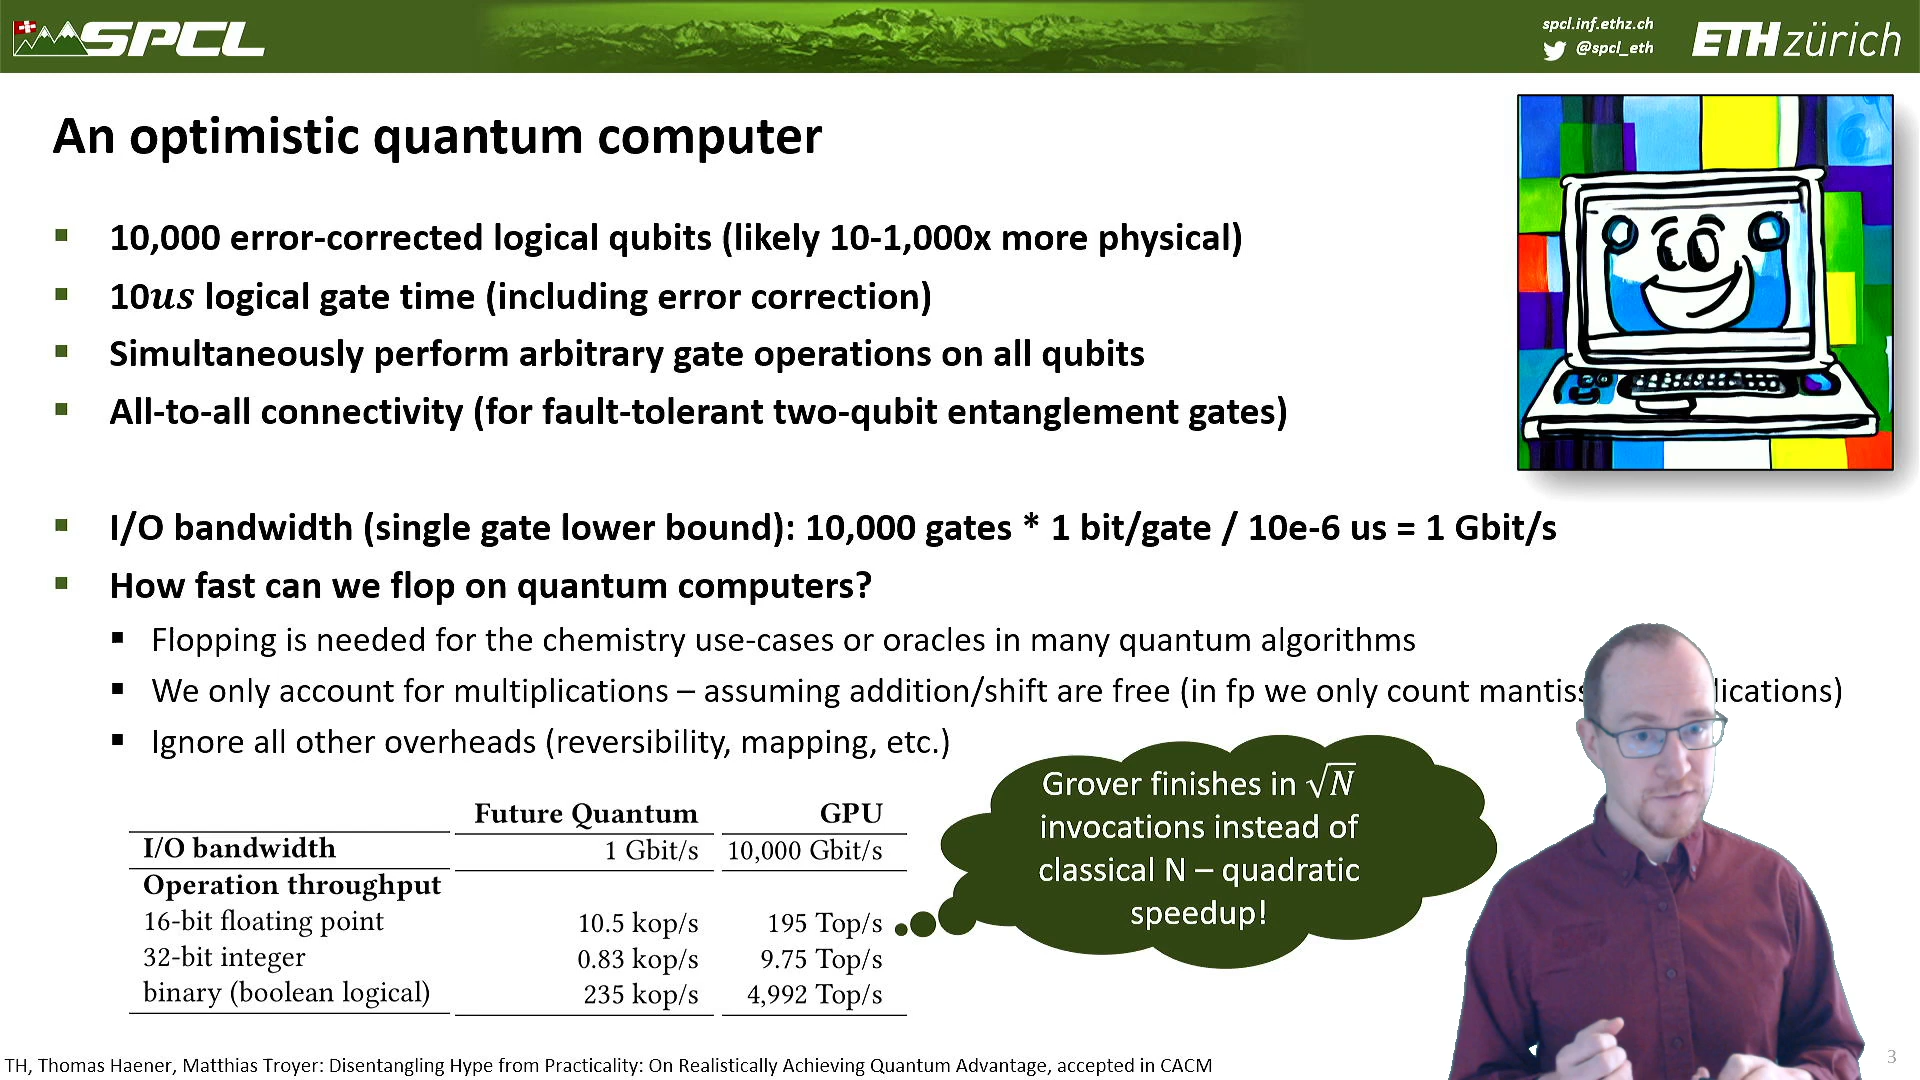 SPCL
spcl.inf.ethz.ch
@spcl_eth
ETH zürich
An optimistic quantum computer
10,000 error-corrected logical qubits (likely 10-1,000x more physical)
10us logical gate time (including error correction)
Simultaneously perform arbitrary gate operations on all qubits
All-to-all connectivity (for fault-tolerant two-qubit entanglement gates)
I/O bandwidth (single gate lower bound): 10,000 gates * 1 bit/gate / 10e-6 us = 1 Gbit/s
How fast can we flop on quantum computers?
Flopping is needed for the chemistry use-cases or oracles in many quantum algorithms
We only account for multiplications – assuming addition/shift are free (in fp we only count
Ignore all other overheads (reversibility, mapping, etc.)
Grover finishes in √N
invocations instead of
classical N – quadratic
speedup!
Future Quantum GPU
I/O bandwidth 1 Gbit/s 10,000 Gbit/s
Operation throughput
16-bit floating point 10.5 kop/s 195 Top/s
32-bit integer 0.83 kop/s 9.75 Top/s
binary (boolean logical) 235 kop/s 4,992 Top/s
TH, Thomas Haener, Matthias Troyer: Disentangling Hype from Practicality: On Realistically Achieving Quantum Advantage, accepted in CACM
3